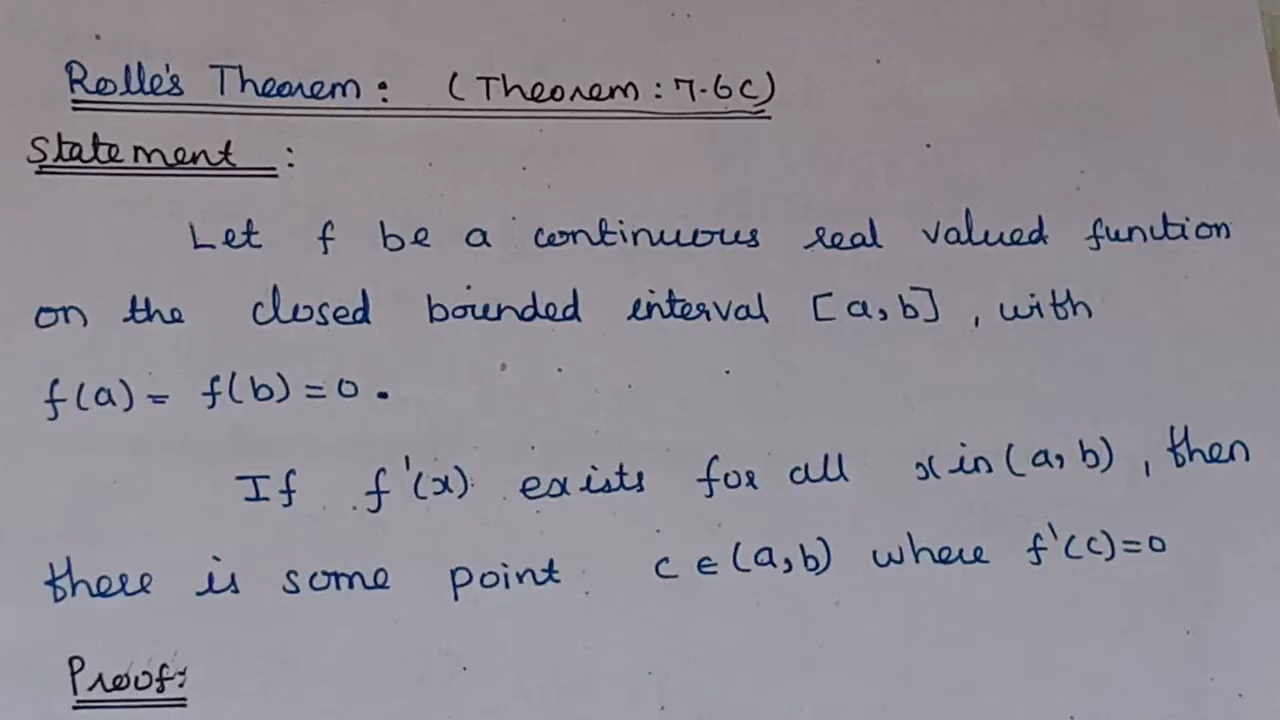 Rolle's Theorem: (Theorem: 7.6C)
Statement :
Let f be a continuous real valued function
on the closed bounded interval [a, b], with
f(a) = f(b) = 0.
If f'(x) exists for all x in (a, b), then
there is some point c ∈ (a, b) where f'(c)=0
Proof: